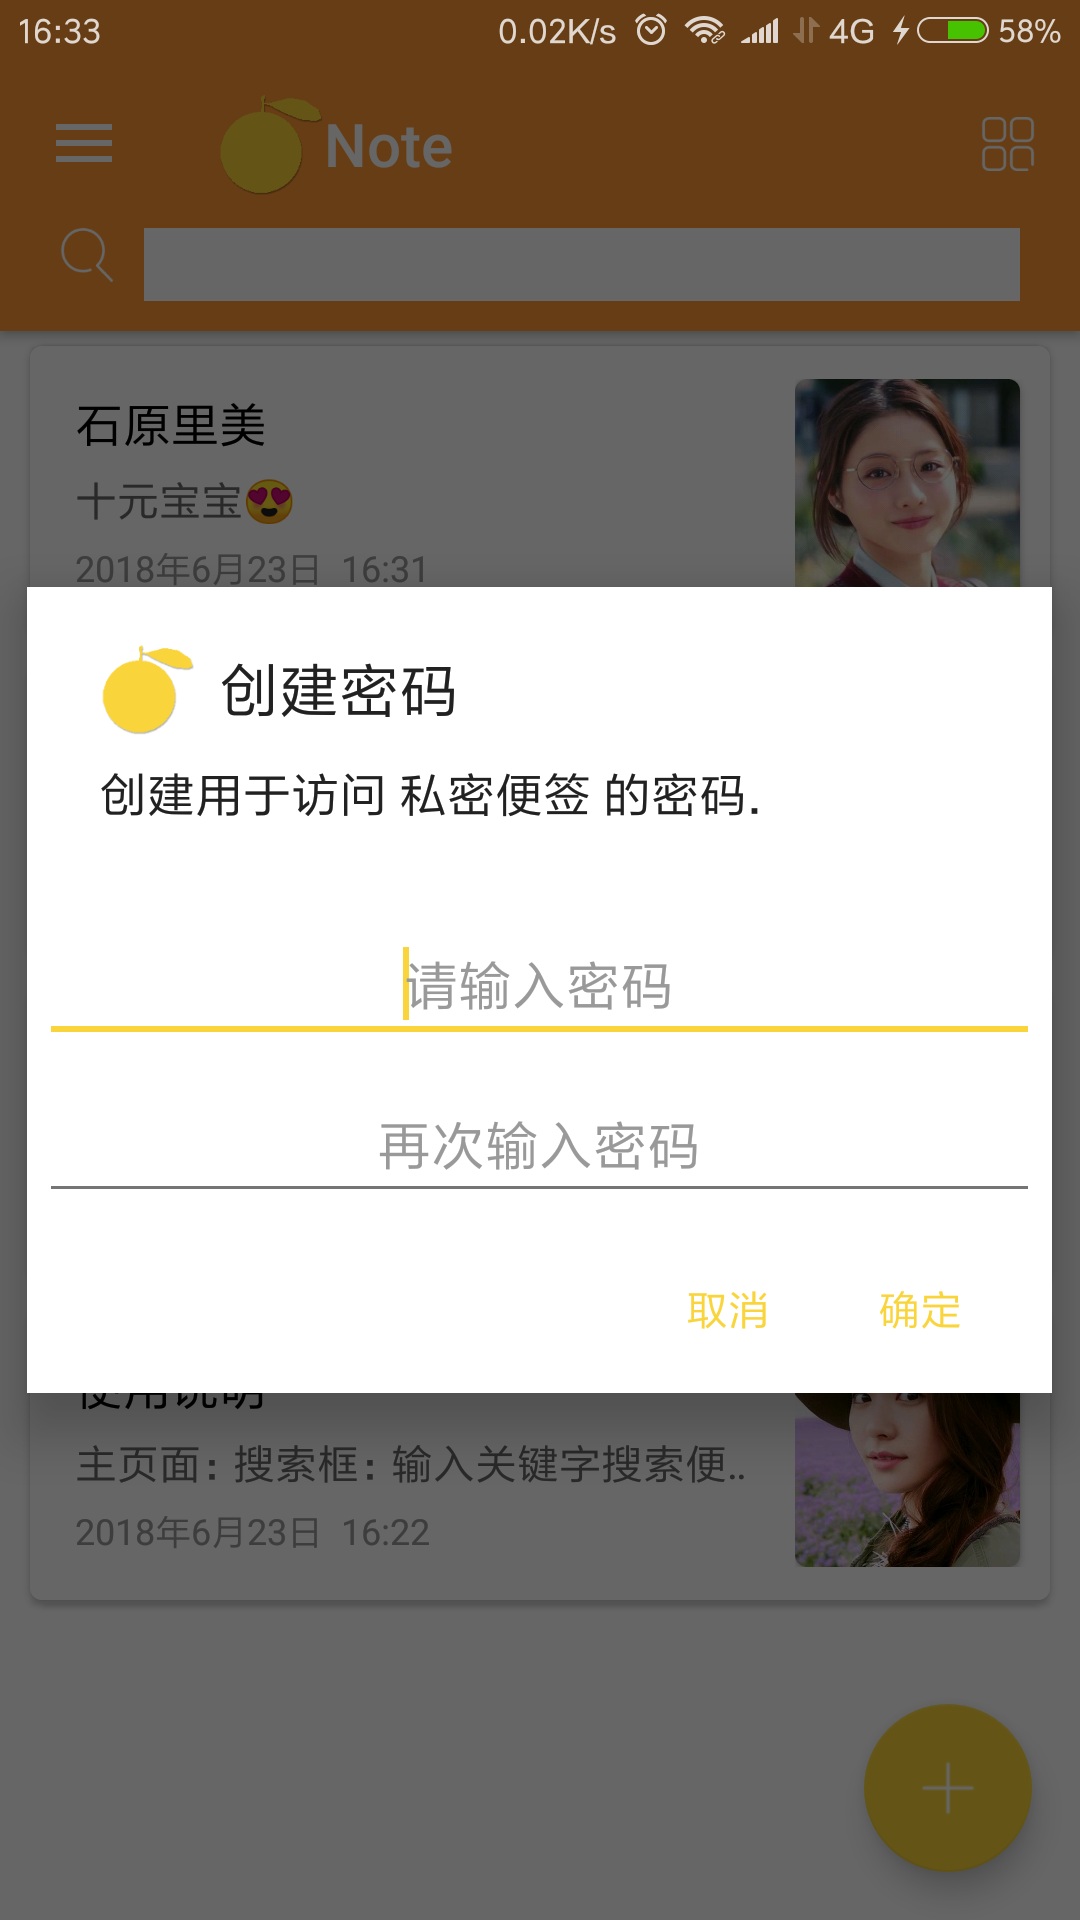 16:33 0.02K/s 4G 58%
Note
石原里美
十元宝宝😍
2018年6月23日 16:31
创建密码
创建用于访问 私密便签 的密码.
请输入密码
再次输入密码
取消 确定
使用说明
主页面：搜索框：输入关键字搜索便..
2018年6月23日 16:22